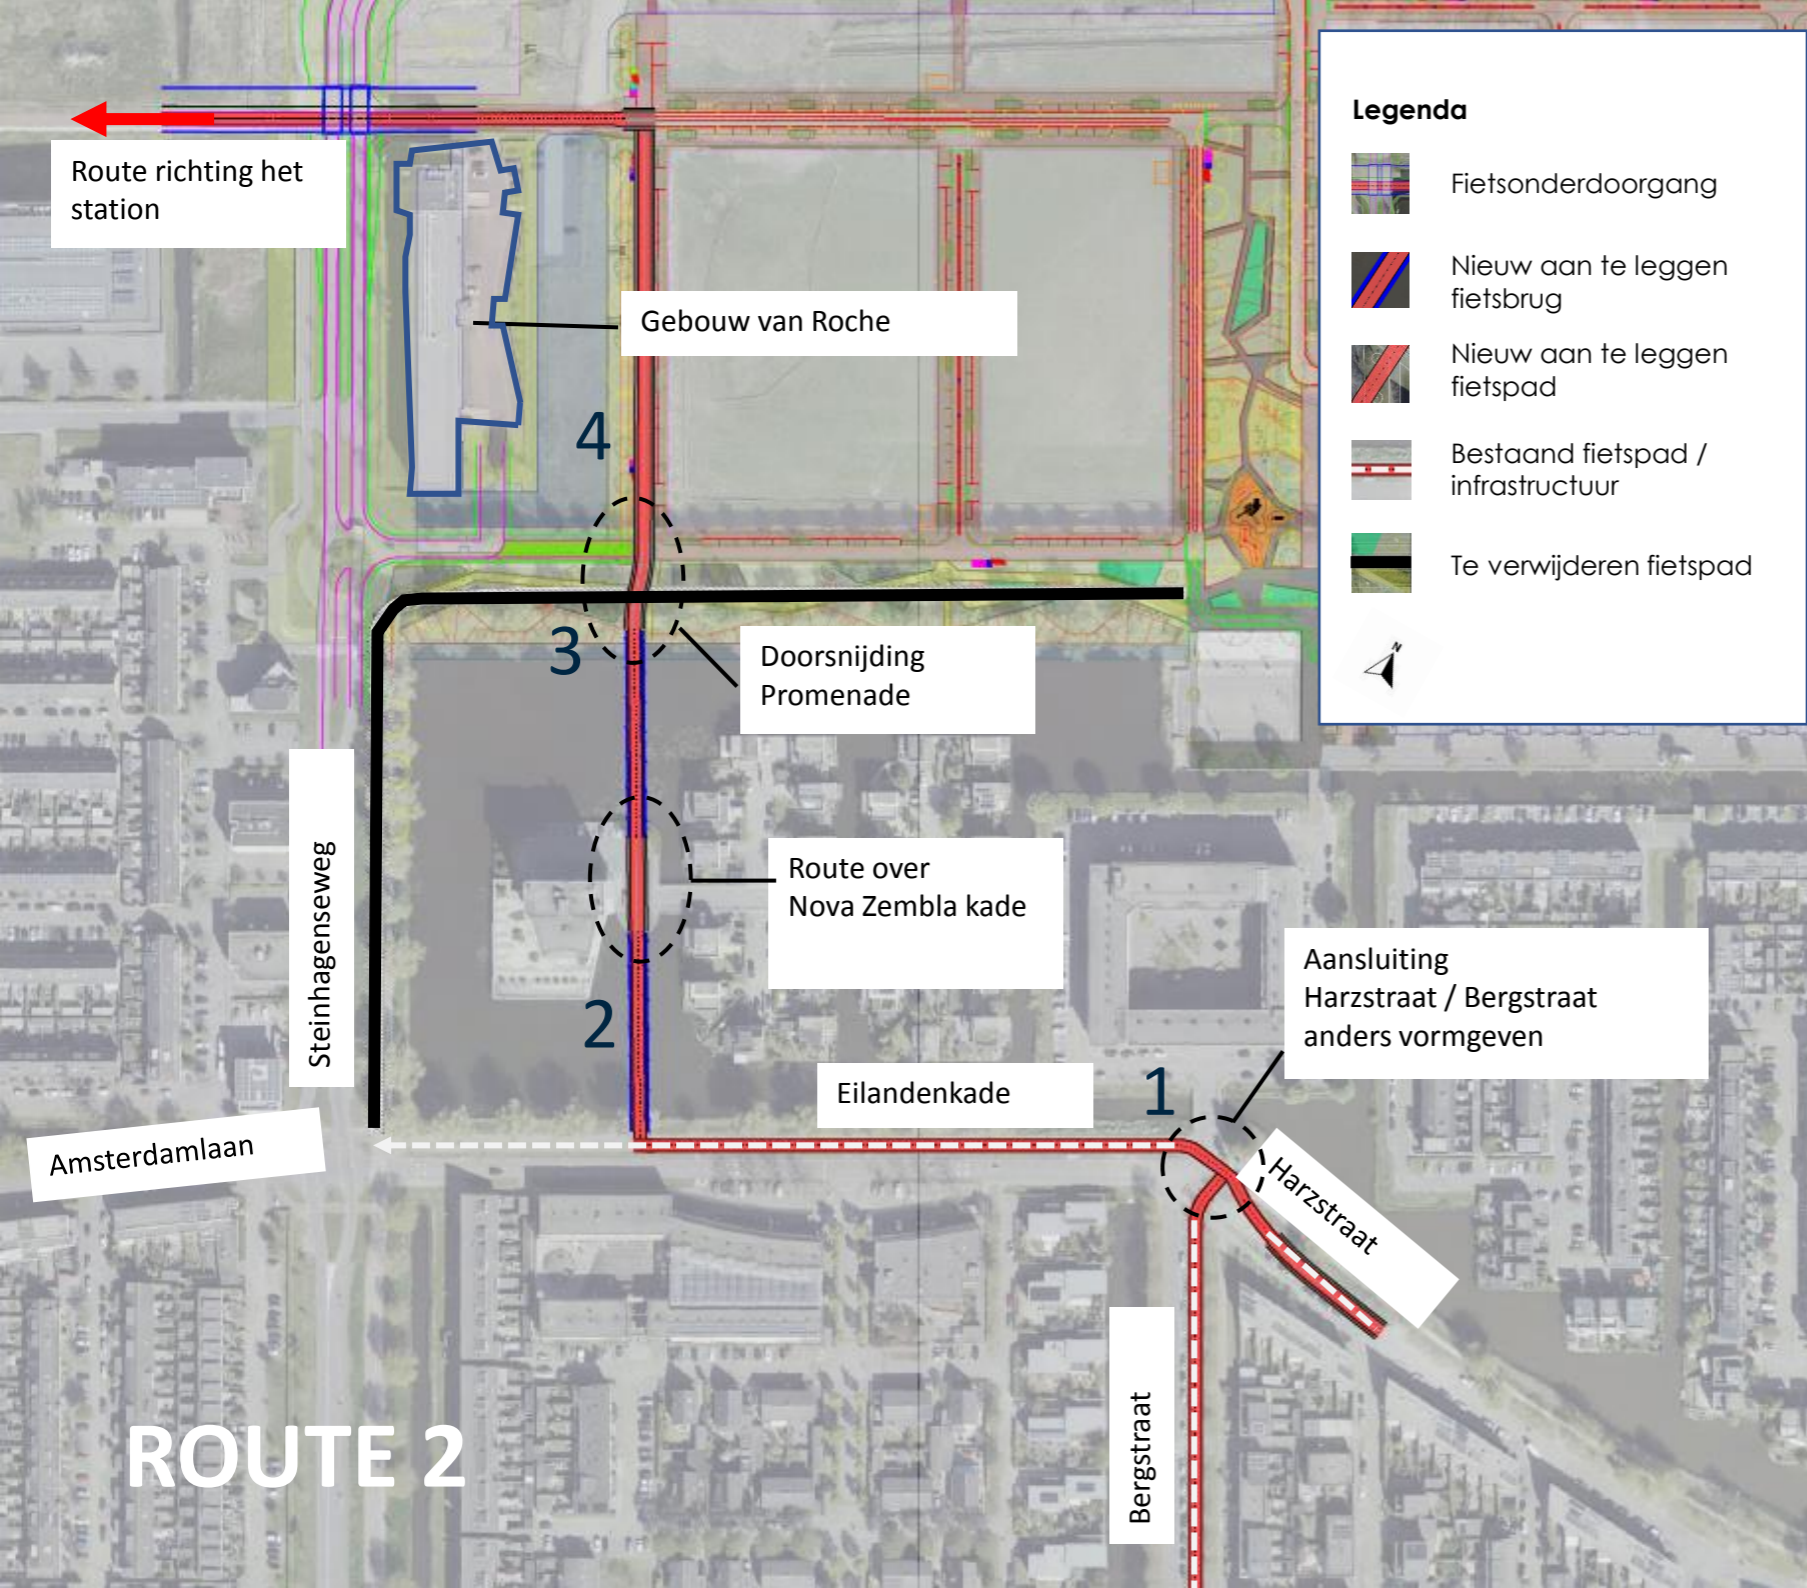 Route richting het
station
Legenda
Fietsonderdoorgang
Nieuw aan te leggen
fietsbrug
Nieuw aan te leggen
fietspad
Bestaand fietspad /
infrastructuur
Te verwijderen fietspad
N
Gebouw van Roche
4
3
Doorsnijding
Promenade
Steinhagenseweg
Route over
Nova Zembla kade
Aansluiting
Harzstraat / Bergstraat
anders vormgeven
2
Eilandenkade
1
Amsterdamlaan
Harzstraat
Bergstraat
ROUTE 2